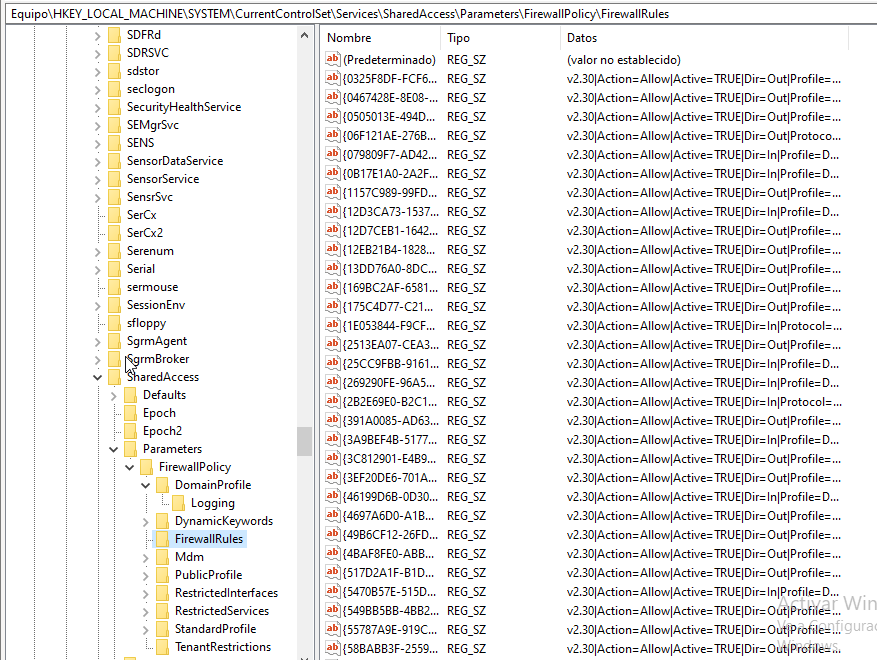 Equipo\HKEY_LOCAL_MACHINE\SYSTEM\CurrentControlSet\Services\SharedAccess\Parameters\FirewallPolicy\FirewallRules
SDFRd
SDRSVC
sdstor
seclogon
SecurityHealthService
SEMgrSvc
SENS
SensorDataService
SensorService
SensrSvc
SerCx
SerCx2
Serenum
Serial
sermouse
SessionEnv
sfloppy
SgrmAgent
SgrmBroker
SharedAccess
Defaults
Epoch
Epoch2
Parameters
FirewallPolicy
DomainProfile
Logging
DynamicKeywords
FirewallRules
Mdm
PublicProfile
RestrictedInterfaces
RestrictedServices
StandardProfile
TenantRestrictions
Nombre Tipo Datos
(Predeterminado) REG_SZ (valor no establecido)
{0325F8DF-FCF6... REG_SZ v2.30|Action=Allow|Active=TRUE|Dir=Out|Profile=...
{0467428E-8E08-... REG_SZ v2.30|Action=Allow|Active=TRUE|Dir=Out|Profile=...
{0505013E-494D... REG_SZ v2.30|Action=Allow|Active=TRUE|Dir=Out|Profile=...
{06F121AE-276B... REG_SZ v2.30|Action=Allow|Active=TRUE|Dir=Out|Protoco...
{079809F7-AD42... REG_SZ v2.30|Action=Allow|Active=TRUE|Dir=In|Profile=D...
{0B17E1A0-2A2F... REG_SZ v2.30|Action=Allow|Active=TRUE|Dir=In|Profile=D...
{1157C989-99FD... REG_SZ v2.30|Action=Allow|Active=TRUE|Dir=Out|Profile=...
{12D3CA73-1537... REG_SZ v2.30|Action=Allow|Active=TRUE|Dir=In|Profile=D...
{12D7CEB1-1642... REG_SZ v2.30|Action=Allow|Active=TRUE|Dir=Out|Profile=...
{12EB21B4-1828... REG_SZ v2.30|Action=Allow|Active=TRUE|Dir=Out|Profile=...
{13DD76A0-8DC... REG_SZ v2.30|Action=Allow|Active=TRUE|Dir=Out|Profile=...
{169BC2AF-6581... REG_SZ v2.30|Action=Allow|Active=TRUE|Dir=Out|Profile=...
{175C4D77-C21... REG_SZ v2.30|Action=Allow|Active=TRUE|Dir=Out|Profile=...
{1E053844-F9CF... REG_SZ v2.30|Action=Allow|Active=TRUE|Dir=In|Protocol=...
{2513EA07-CEA3... REG_SZ v2.30|Action=Allow|Active=TRUE|Dir=Out|Profile=...
{25CC9FBB-9161... REG_SZ v2.30|Action=Allow|Active=TRUE|Dir=In|Profile=D...
{269290FE-96A5... REG_SZ v2.30|Action=Allow|Active=TRUE|Dir=Out|Profile=...
{2B2E69E0-B2C1... REG_SZ v2.30|Action=Allow|Active=TRUE|Dir=In|Protocol=...
{391A0085-AD63... REG_SZ v2.30|Action=Allow|Active=TRUE|Dir=Out|Profile=...
{3A9BEF4B-5177... REG_SZ v2.30|Action=Allow|Active=TRUE|Dir=In|Profile=D...
{3C812901-E4B9... REG_SZ v2.30|Action=Allow|Active=TRUE|Dir=Out|Profile=...
{3EF20DE6-701A... REG_SZ v2.30|Action=Allow|Active=TRUE|Dir=Out|Profile=...
{46199D6B-0D30... REG_SZ v2.30|Action=Allow|Active=TRUE|Dir=In|Profile=D...
{4697A6D0-A1B... REG_SZ v2.30|Action=Allow|Active=TRUE|Dir=Out|Profile=...
{49B6CF12-26FD... REG_SZ v2.30|Action=Allow|Active=TRUE|Dir=Out|Profile=...
{4BAF8FE0-ABB... REG_SZ v2.30|Action=Allow|Active=TRUE|Dir=Out|Profile=...
{517D2A1F-B1D... REG_SZ v2.30|Action=Allow|Active=TRUE|Dir=Out|Profile=...
{5470B57E-515D... REG_SZ v2.30|Action=Allow|Active=TRUE|Dir=In|Profile=D...
{549BB5BB-4BB2... REG_SZ v2.30|Action=Allow|Active=TRUE|Dir=Out|Profile=...
{55787A9E-919C... REG_SZ v2.30|Action=Allow|Active=TRUE|Dir=Out|Profile=...
{58BABB3F-2559... REG_SZ v2.30|Action=Allow|Active=TRUE|Dir=Out|Profile=...
Activar Win
Ve a Configurac
Windows.